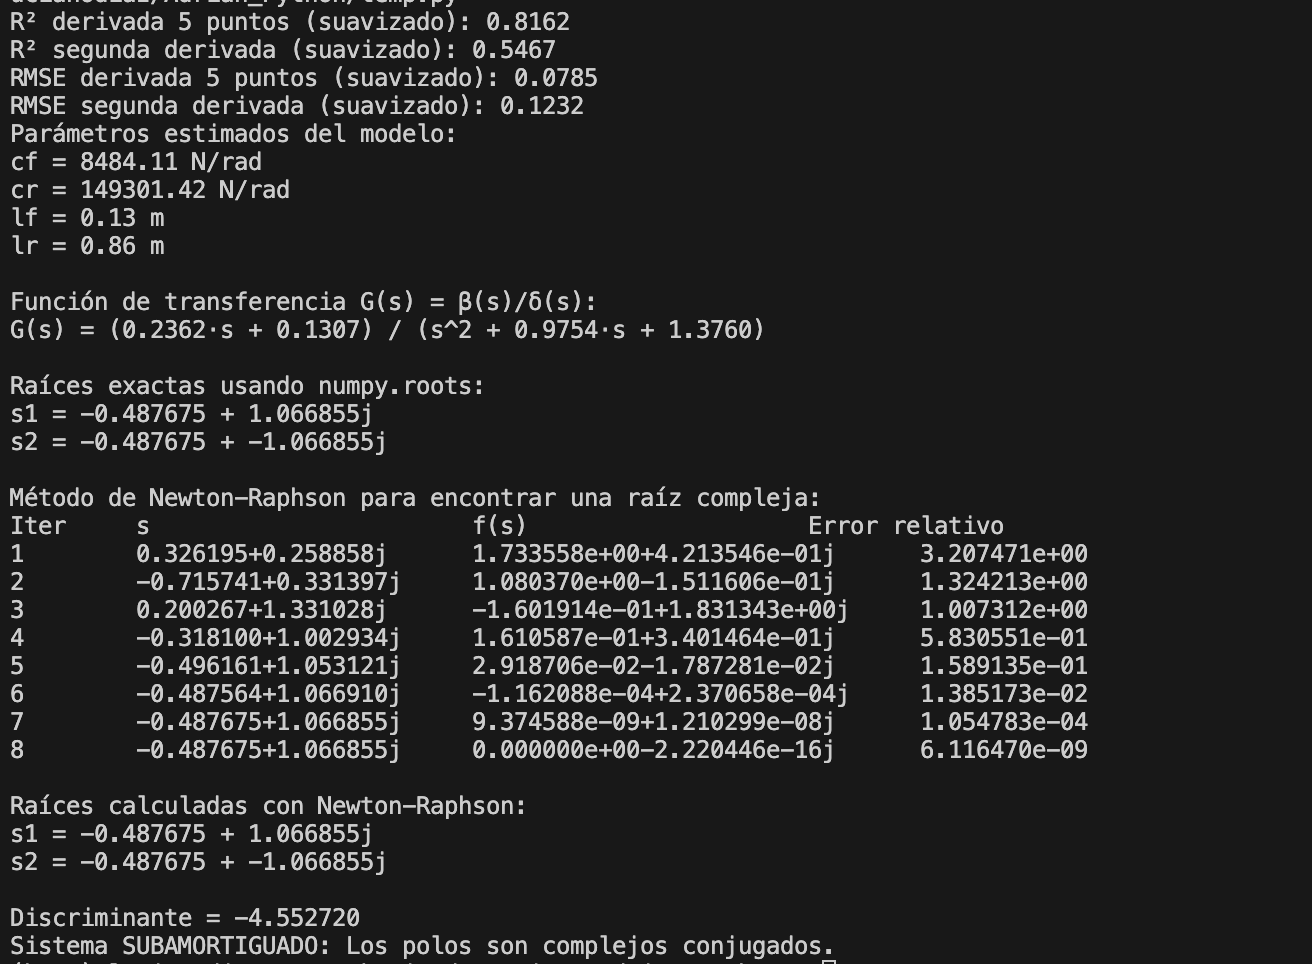 R² derivada 5 puntos (suavizado): 0.8162
R² segunda derivada (suavizado): 0.5467
RMSE derivada 5 puntos (suavizado): 0.0785
RMSE segunda derivada (suavizado): 0.1232
Parámetros estimados del modelo:
cf = 8484.11 N/rad
cr = 149301.42 N/rad
lf = 0.13 m
lr = 0.86 m
Función de transferencia G(s) = β(s)/δ(s):
G(s) = (0.2362·s + 0.1307) / (s^2 + 0.9754·s + 1.3760)
Raíces exactas usando numpy.roots:
s1 = -0.487675 + 1.066855j
s2 = -0.487675 + -1.066855j
Método de Newton-Raphson para encontrar una raíz compleja:
Iter s f(s) Error relativo
1 0.326195+0.258858j 1.733558e+00+4.213546e-01j 3.207471e+00
2 -0.715741+0.331397j 1.080370e+00-1.511606e-01j 1.324213e+00
3 0.200267+1.331028j -1.601914e-01+1.831343e+00j 1.007312e+00
4 -0.318100+1.002934j 1.610587e-01+3.401464e-01j 5.830551e-01
5 -0.496161+1.053121j 2.918706e-02-1.787281e-02j 1.589135e-01
6 -0.487564+1.066910j -1.162088e-04+2.370658e-04j 1.385173e-02
7 -0.487675+1.066855j 9.374588e-09+1.210299e-08j 1.054783e-04
8 -0.487675+1.066855j 0.000000e+00-2.220446e-16j 6.116470e-09
Raíces calculadas con Newton-Raphson:
s1 = -0.487675 + 1.066855j
s2 = -0.487675 + -1.066855j
Discriminante = -4.552720
Sistema SUBAMORTIGUADO: Los polos son complejos conjugados.